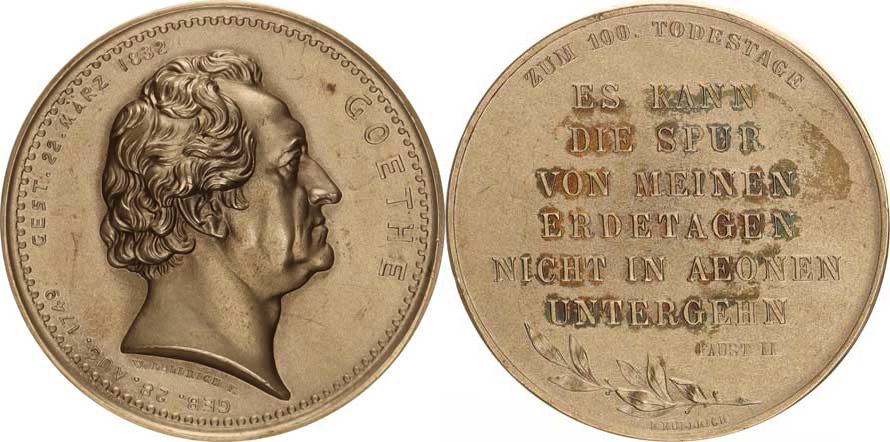 GEB. 28. AUG. 1749 GEST. 22. MÄRZ 1832
GOETHE
ZUM 100. TODESTAGE
ES KANN
DIE SPUR
VON MEINEN
ERDETAGEN
NICHT IN AEONEN
UNTERGEHN
FAUST II